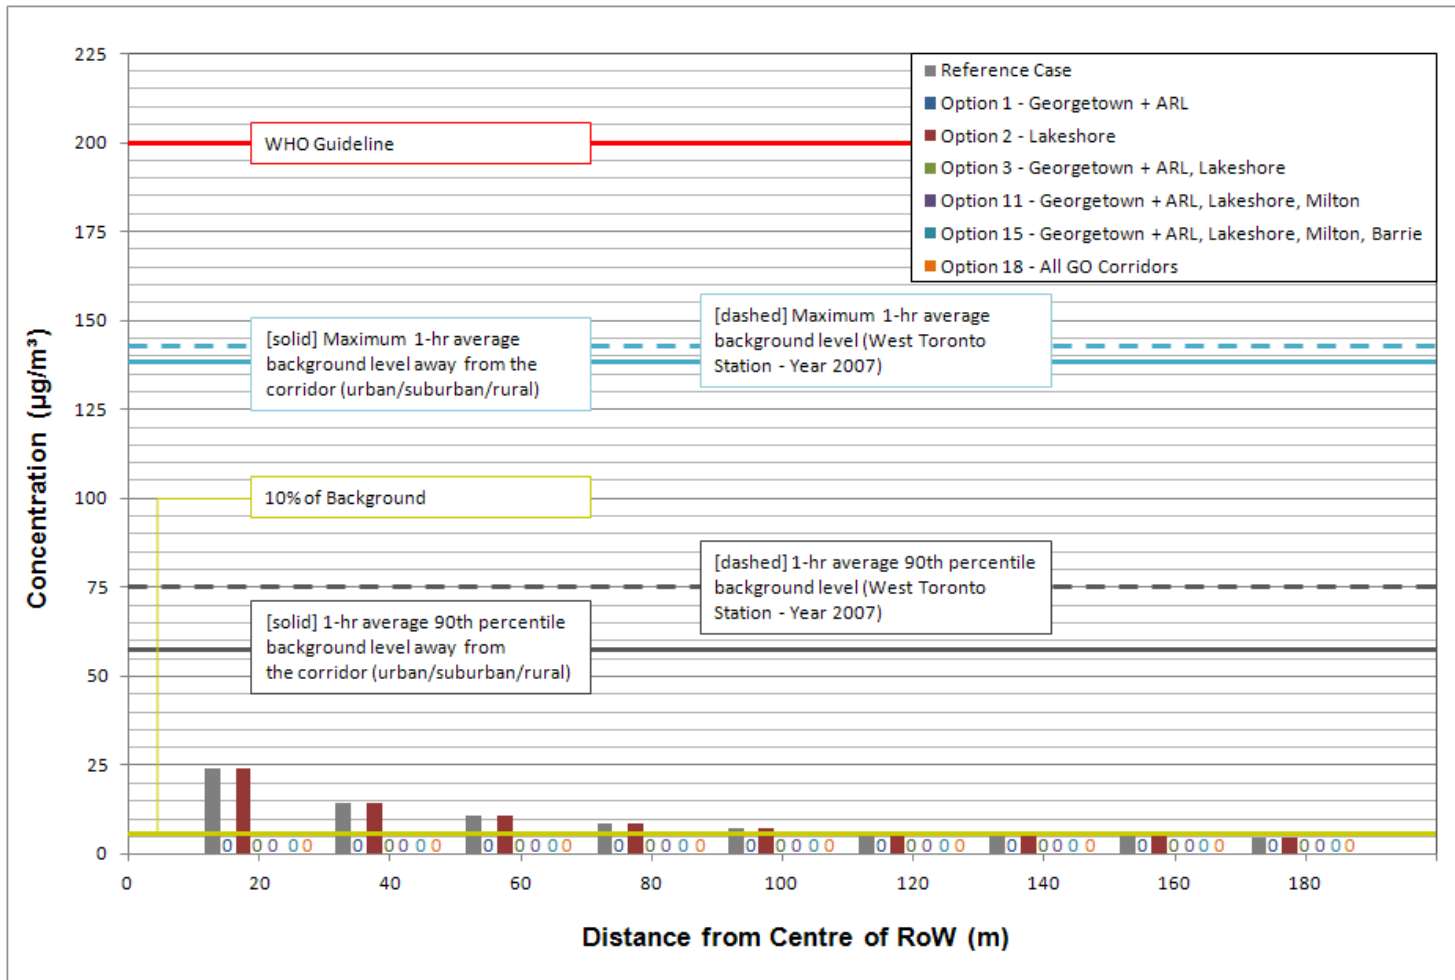 225
200
175
150
125
100
75
50
25
0
Concentration (µg/m³)
Reference Case
Option 1 - Georgetown + ARL
Option 2 - Lakeshore
Option 3 - Georgetown + ARL, Lakeshore
Option 11 - Georgetown + ARL, Lakeshore, Milton
Option 15 - Georgetown + ARL, Lakeshore, Milton, Barrie
Option 18 - All GO Corridors
WHO Guideline
[solid] Maximum 1-hr average
background level away from the
corridor (urban/suburban/rural)
[dashed] Maximum 1-hr average
background level (West Toronto
Station - Year 2007)
10% of Background
[dashed] 1-hr average 90th percentile
background level (West Toronto
Station - Year 2007)
[solid] 1-hr average 90th percentile
background level away from
the corridor (urban/suburban/rural)
0 0 0 0 0
0 0 0 0 0
0 0 0 0 0
0 0 0 0 0
0 0 0 0 0
0 0 0 0 0
0 0 0 0 0
0 0 0 0 0
0 0 0 0 0
0 20 40 60 80 100 120 140 160 180
Distance from Centre of RoW (m)